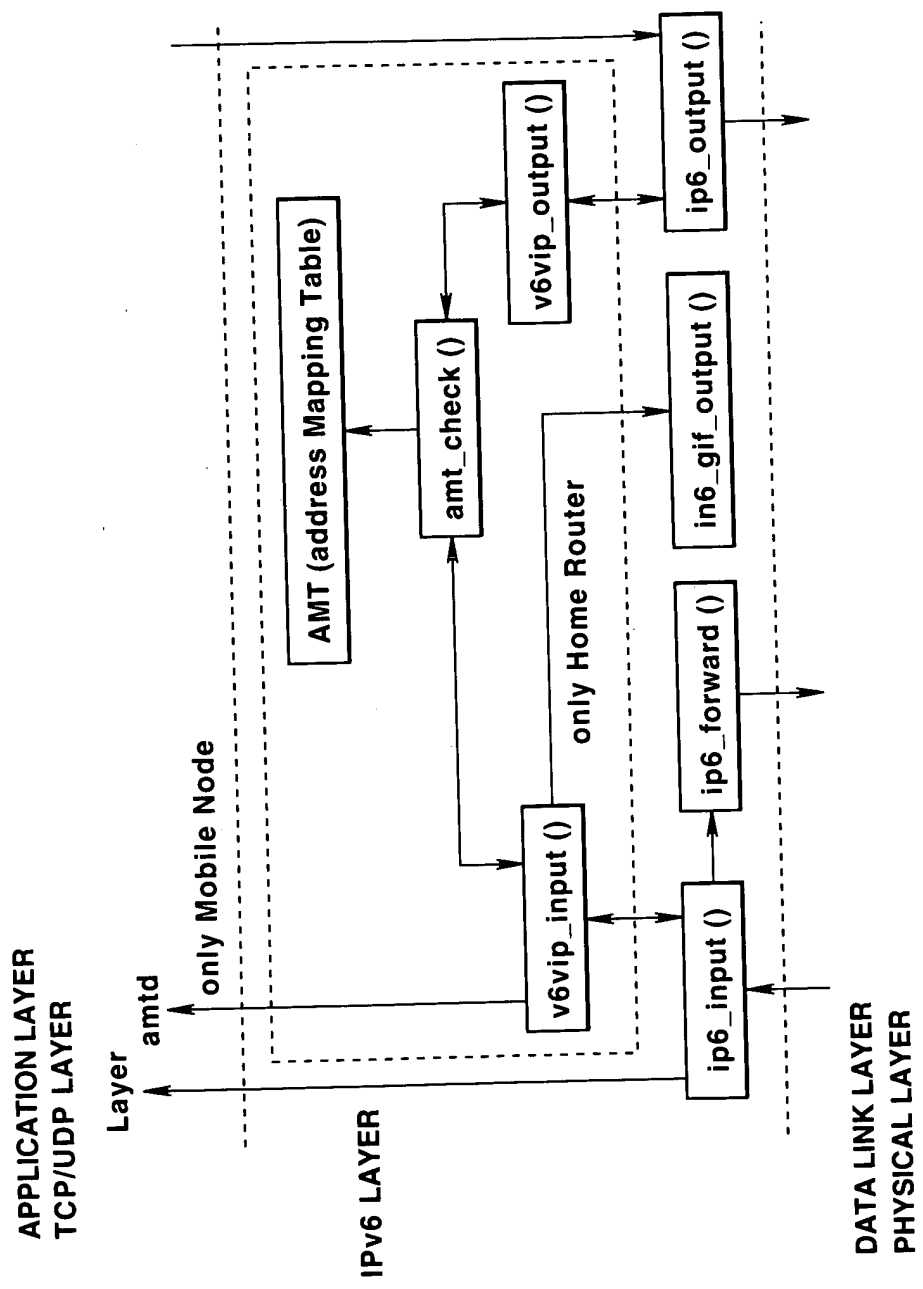 APPLICATION LAYER
TCP/UDP LAYER
Layer
amtd
only Mobile Node
IPv6 LAYER
AMT (address Mapping Table)
amt_check ()
v6vip_input ()
v6vip_output ()
only Home Router
ip6_input ()
ip6_forward ()
in6_gif_output ()
ip6_output ()
DATA LINK LAYER
PHYSICAL LAYER